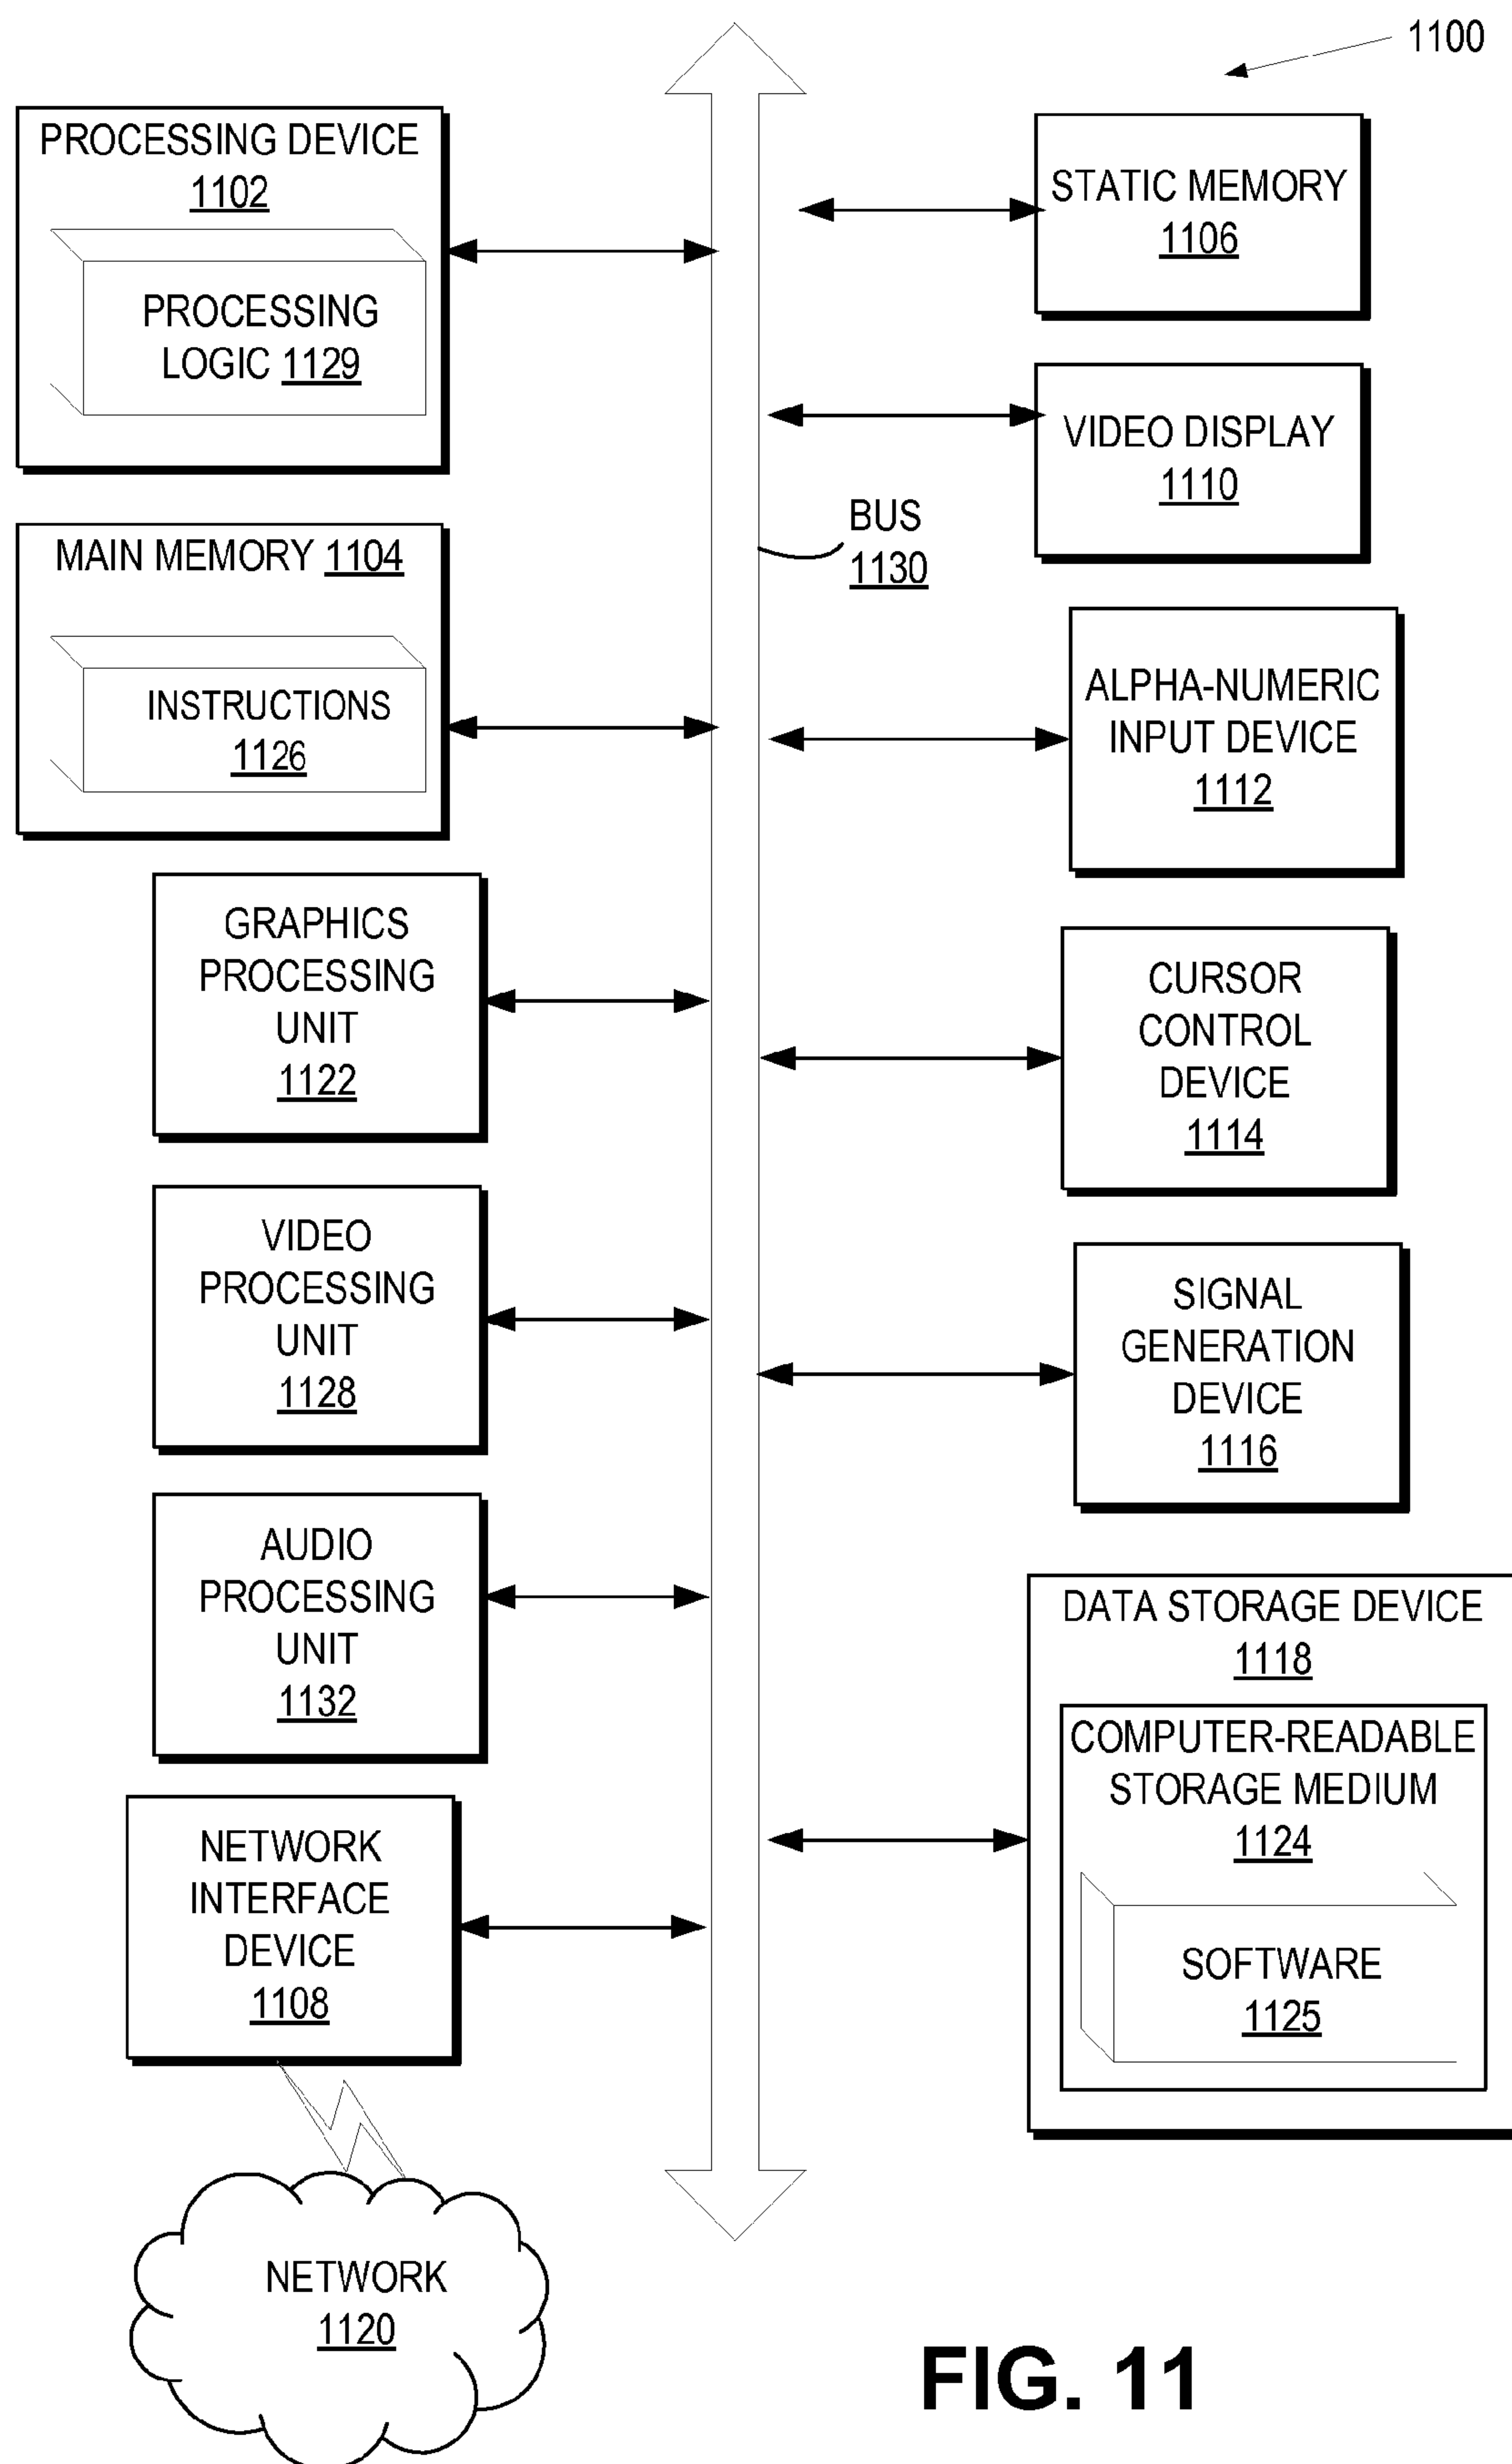 1100
PROCESSING DEVICE
1102
PROCESSING
LOGIC 1129
MAIN MEMORY 1104
INSTRUCTIONS
1126
GRAPHICS
PROCESSING
UNIT
1122
VIDEO
PROCESSING
UNIT
1128
AUDIO
PROCESSING
UNIT
1132
NETWORK
INTERFACE
DEVICE
1108
NETWORK
1120
BUS
1130
STATIC MEMORY
1106
VIDEO DISPLAY
1110
ALPHA-NUMERIC
INPUT DEVICE
1112
CURSOR
CONTROL
DEVICE
1114
SIGNAL
GENERATION
DEVICE
1116
DATA STORAGE DEVICE
1118
COMPUTER-READABLE
STORAGE MEDIUM
1124
SOFTWARE
1125
FIG. 11